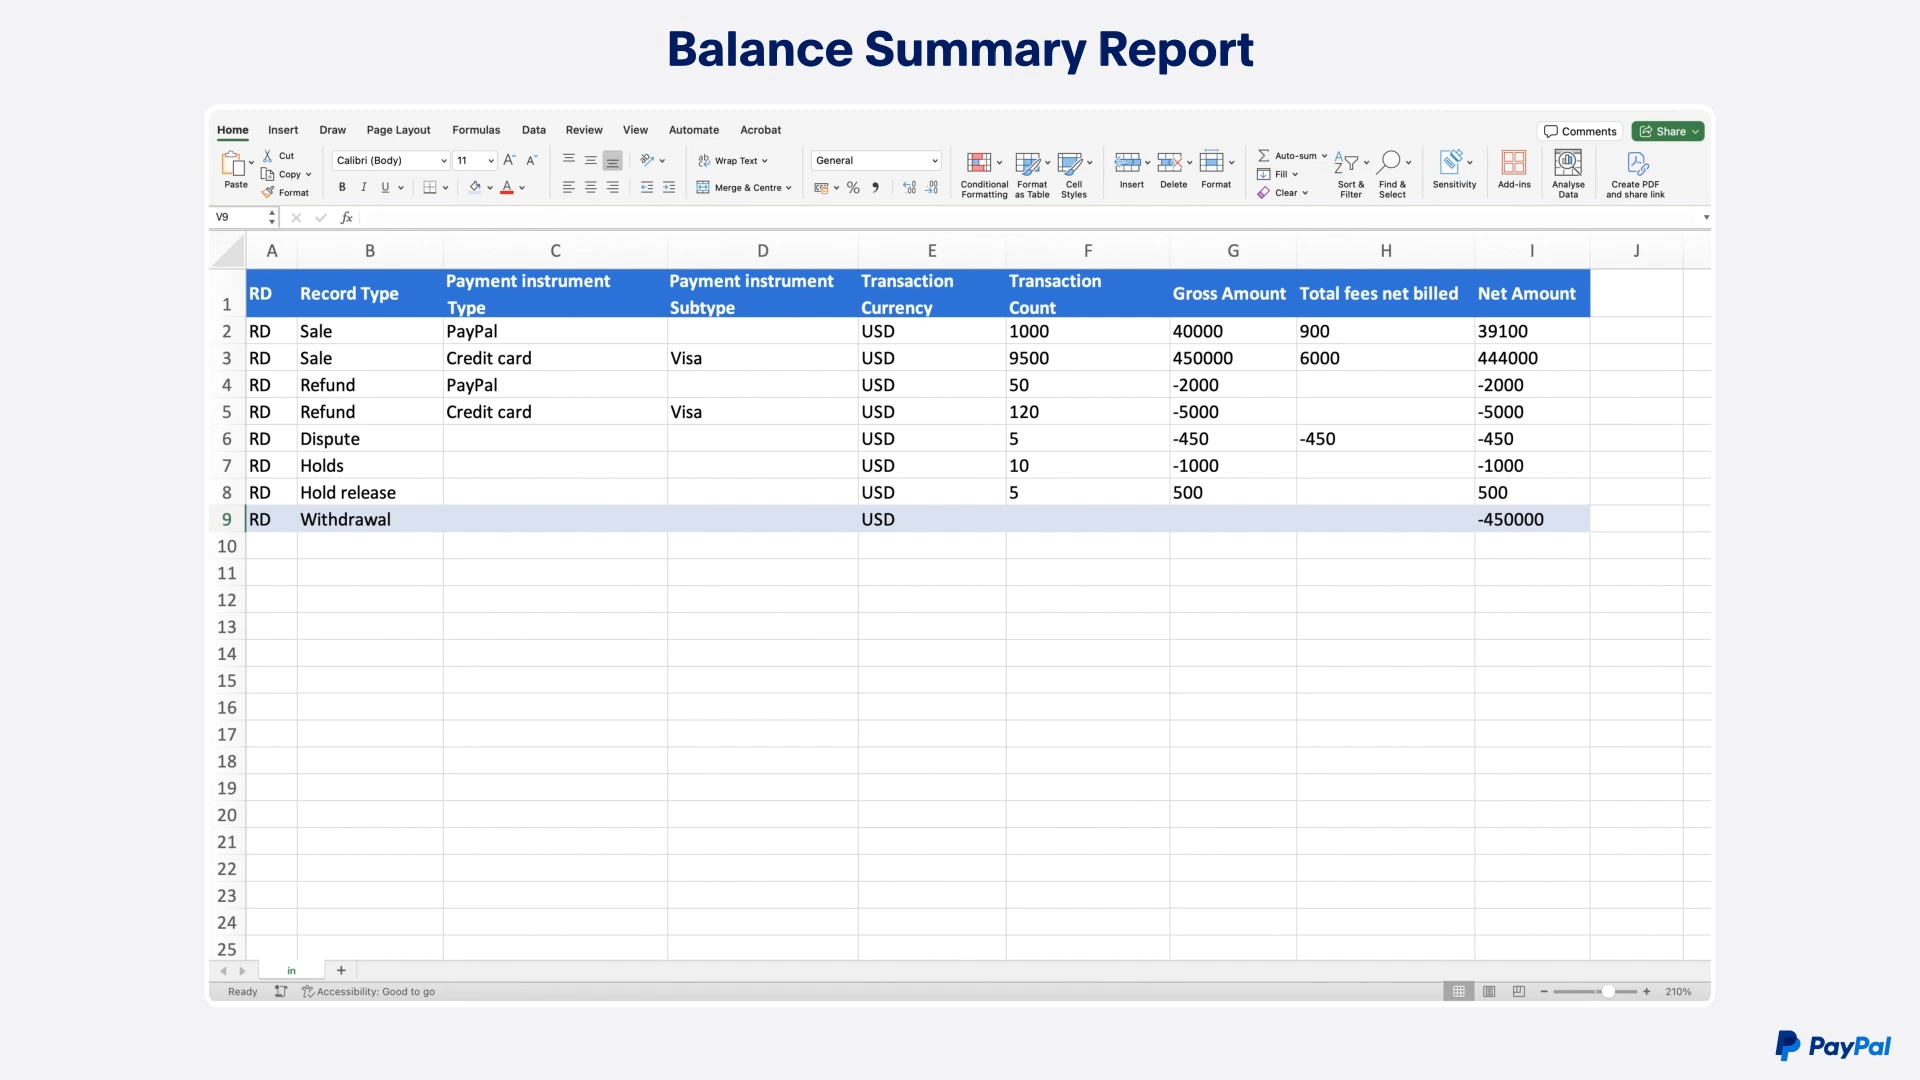 Balance Summary Report
Home Insert Draw Page Layout Formulas Data Review View Automate Acrobat Comments Share
Paste Cut Copy Format
Calibri (Body) 11 A^ Aˇ
B I U A
Wrap Text
Merge & Centre
General
% 
Conditional Formatting Format as Table Cell Styles
Insert Delete Format
Auto-sum
Fill
Clear
Sort & Filter Find & Select
Sensitivity
Add-ins
Analyse Data
Create PDF and share link
V9 fx
A B C D E F G H I J
1 RD Record Type Payment instrument Type Payment instrument Subtype Transaction Currency Transaction Count Gross Amount Total fees net billed Net Amount
2 RD Sale PayPal USD 1000 40000 900 39100
3 RD Sale Credit card Visa USD 9500 450000 6000 444000
4 RD Refund PayPal USD 50 -2000 -2000
5 RD Refund Credit card Visa USD 120 -5000 -5000
6 RD Dispute USD 5 -450 -450 -450
7 RD Holds USD 10 -1000 -1000
8 RD Hold release USD 5 500 500
9 RD Withdrawal USD -450000
10
11
12
13
14
15
16
17
18
19
20
21
22
23
24
25
in +
Ready Accessibility: Good to go 210%
PayPal